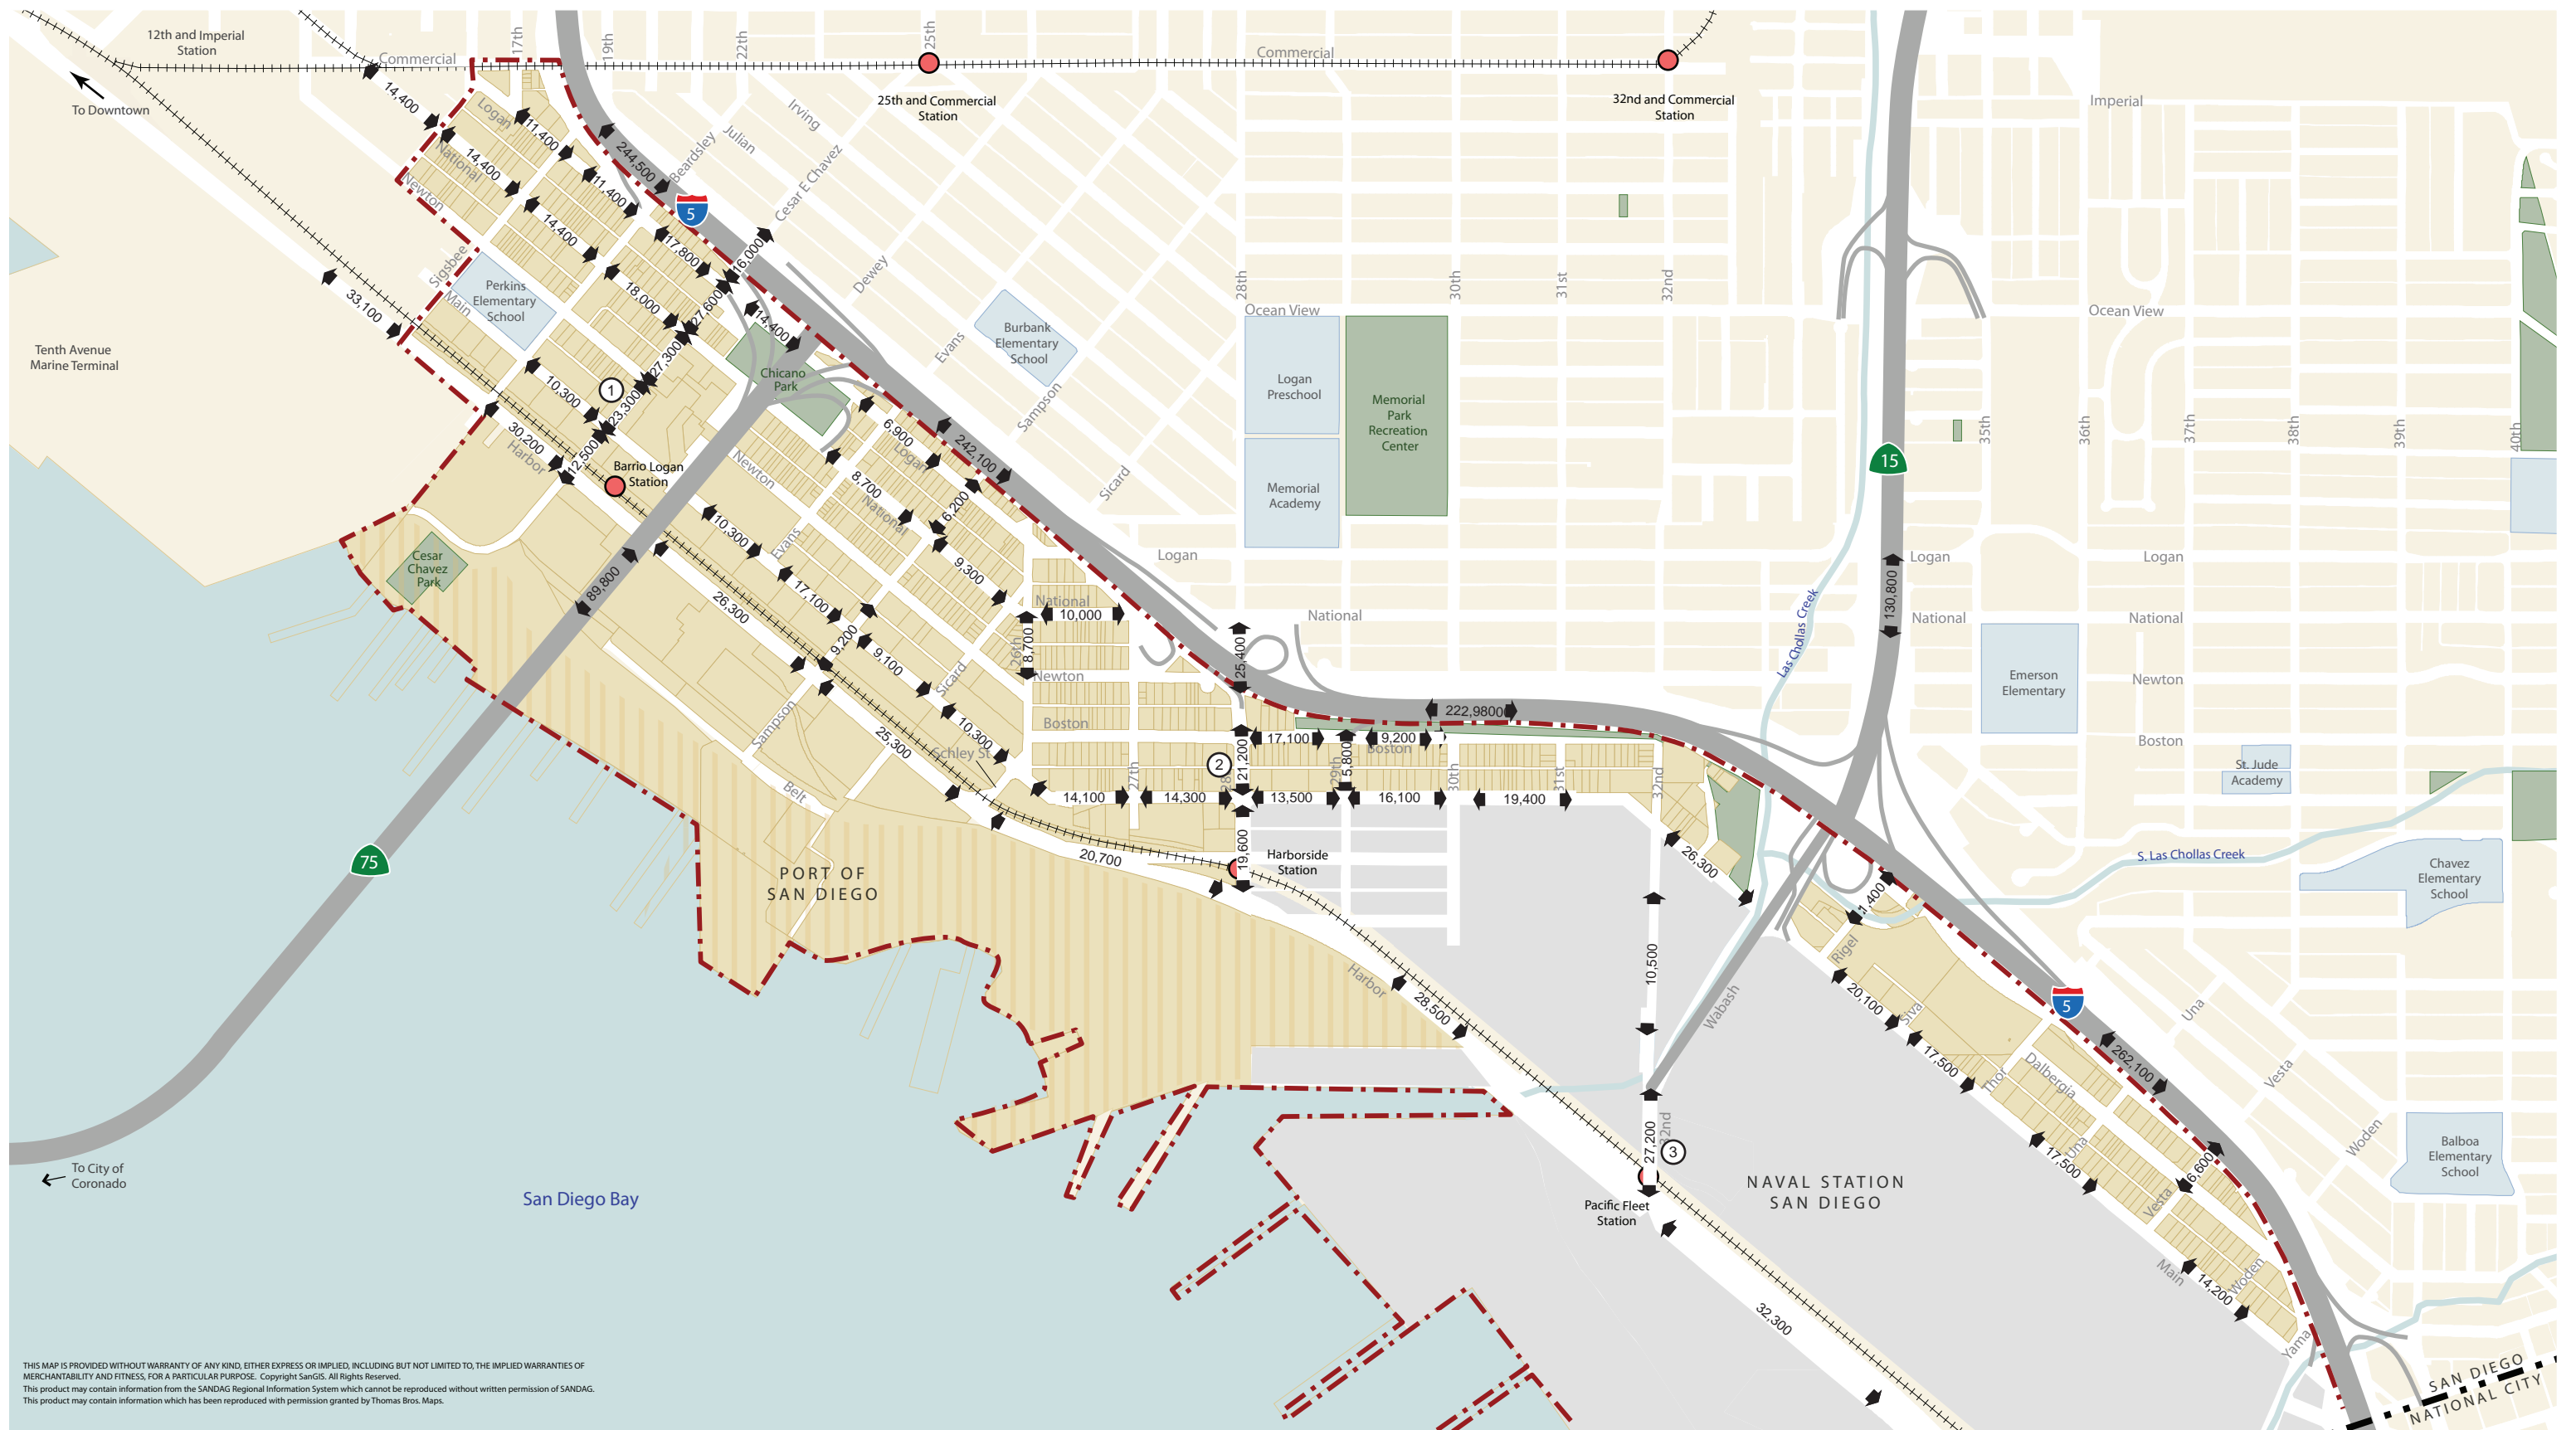 12th and Imperial
Station
Commercial
17th
19th
22th
25th
Commercial
To Downtown
25th and Commercial
Station
32nd and Commercial
Station
Imperial
14,400
Logan
11,400
244,500
Beardsley
Julian
Irving
Cesar E Chavez
National
14,400
11,400
5
Newton
14,400
17,800
16,000
Dewey
Sigsbee
Main
Perkins
Elementary
School
33,100
18,000
27,600
14,400
28th
30th
31st
32nd
Ocean View
Ocean View
Evans
Burbank
Elementary
School
Sampson
Tenth Avenue
Marine Terminal
10,300
1
27,300
23,300
12,500
Chicano
Park
Logan
Preschool
Memorial
Park
Recreation
Center
Memorial
Academy
30,200
Harbor
Barrio Logan
Station
Newton
6,900
Logan
242,100
8,700
National
6,200
Sicard
15
35th
36th
37th
38th
39th
40th
Cesar
Chavez
Park
89,800
10,300
Evans
9,300
Logan
Logan
Logan
26,300
17,100
9,200
9,100
National
10,000
26th
8,700
National
25,400
Las Chollas Creek
130,800
National
National
Sicard
Newton
Emerson
Elementary
Newton
Sampson
25,300
10,300
Schley St
Boston
222,98000
17,100
9,200
Boston
Boston
2
21,200
28
29th
5,800
27th
30th
31st
32nd
St. Jude
Academy
Belt
14,100
14,300
13,500
16,100
19,400
75
PORT OF
SAN DIEGO
20,700
19,600
Harborside
Station
26,300
S. Las Chollas Creek
Chavez
Elementary
School
1,400
Rigel
Harbor
28,500
10,500
Wabash
20,100
Siva
5
Una
17,500
Thor
Dalbergia
262,100
Vesta
27,200
32nd
3
17,500
Una
Vesta
6,600
Woden
Balboa
Elementary
School
To City of
Coronado
San Diego Bay
Pacific Fleet
Station
NAVAL STATION
SAN DIEGO
Main
14,200
Woden
32,300
Yama
SAN DIEGO
NATIONAL CITY
THIS MAP IS PROVIDED WITHOUT WARRANTY OF ANY KIND, EITHER EXPRESS OR IMPLIED, INCLUDING BUT NOT LIMITED TO, THE IMPLIED WARRANTIES OF
MERCHANTABILITY AND FITNESS, FOR A PARTICULAR PURPOSE. Copyright SanGIS. All Rights Reserved.
This product may contain information from the SANDAG Regional Information System which cannot be reproduced without written permission of SANDAG.
This product may contain information which has been reproduced with permission granted by Thomas Bros. Maps.